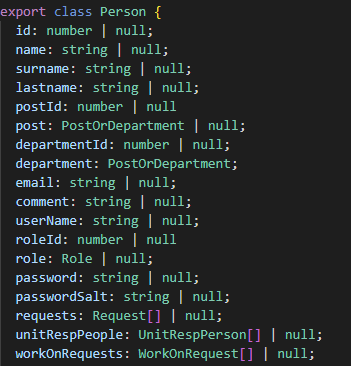 export class Person {
id: number | null;
name: string | null;
surname: string | null;
lastname: string | null;
postId: number | null
post: PostOrDepartment | null;
departmentId: number | null;
department: PostOrDepartment;
email: string | null;
comment: string | null;
userName: string | null;
roleId: number | null
role: Role | null;
password: string | null;
passwordSalt: string | null;
requests: Request[] | null;
unitRespPeople: UnitRespPerson[] | null;
workOnRequests: WorkOnRequest[] | null;